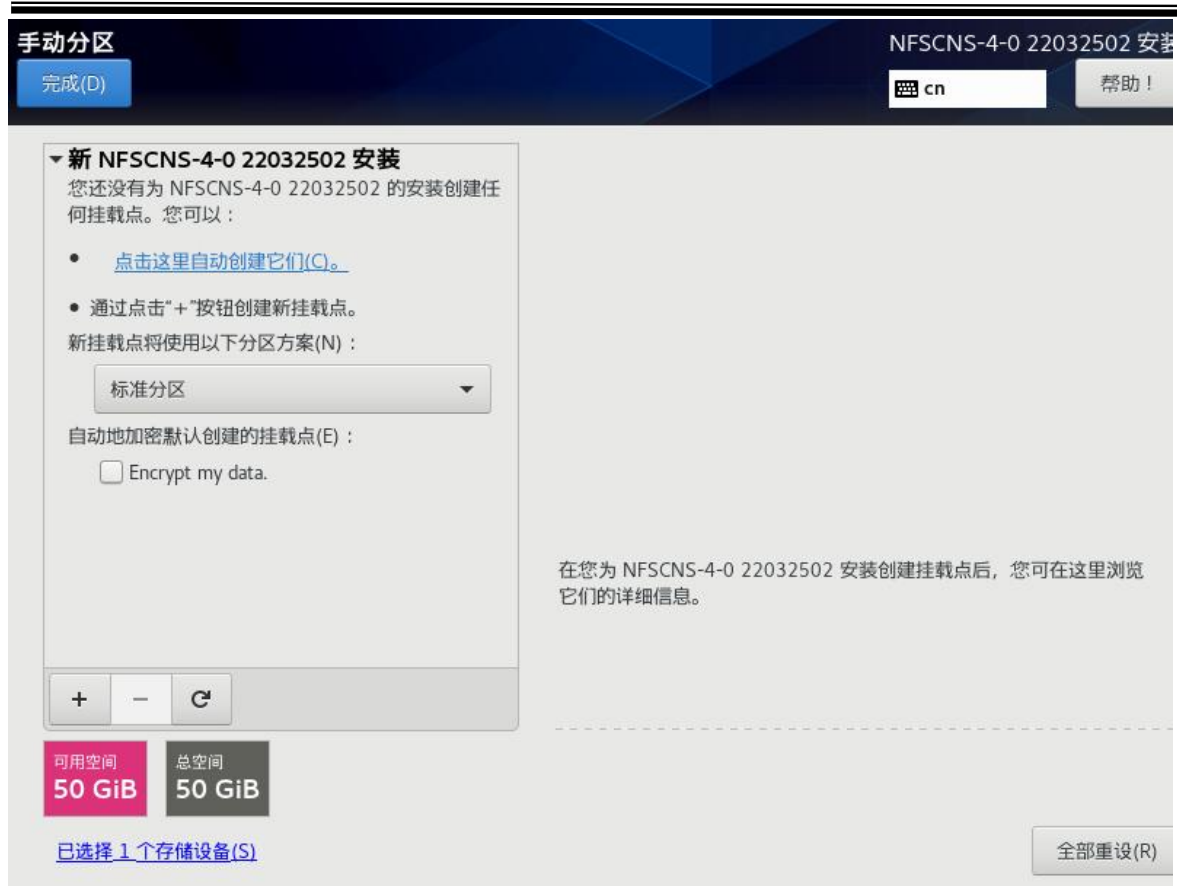 手动分区
NFSCNS-4-0 22032502 安装
完成(D)
cn
帮助！
新 NFSCNS-4-0 22032502 安装
您还没有为 NFSCNS-4-0 22032502 的安装创建任
何挂载点。您可以：
• 点击这里自动创建它们(C)。
• 通过点击“+”按钮创建新挂载点。
新挂载点将使用以下分区方案(N)：
标准分区
自动地加密默认创建的挂载点(E)：
Encrypt my data.
在您为 NFSCNS-4-0 22032502 安装创建挂载点后，您可在这里浏览
它们的详细信息。
+ −
可用空间
50 GiB
总空间
50 GiB
已选择 1 个存储设备(S)
全部重设(R)